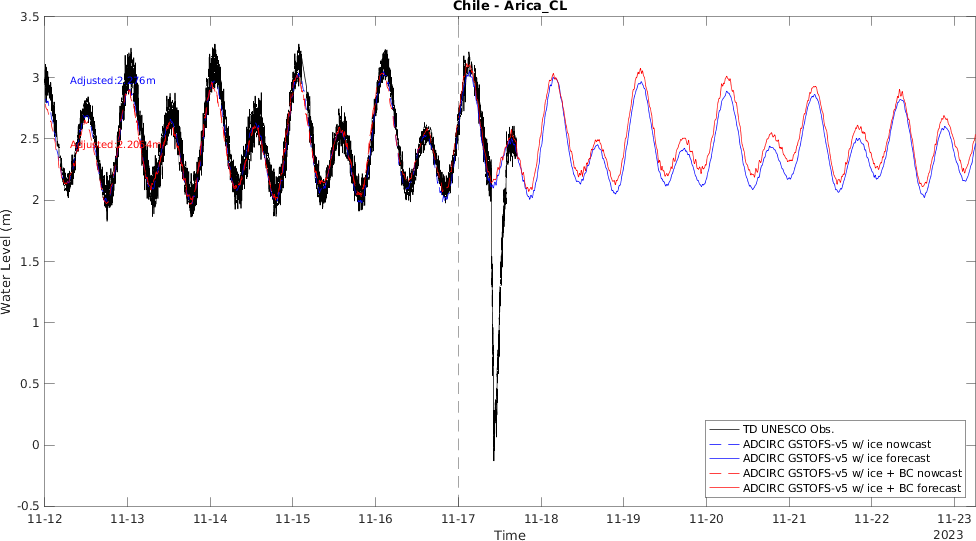 Chile - Arica_CL
3.5
3
2.5
2
1.5
1
0.5
0
-0.5
Water Level (m)
11-12
11-13
11-14
11-15
11-16
11-17
11-18
11-19
11-20
11-21
11-22
11-23
2023
Time
TD UNESCO Obs.
ADCIRC GSTOFS-v5 w/ ice nowcast
ADCIRC GSTOFS-v5 w/ ice forecast
ADCIRC GSTOFS-v5 w/ ice + BC nowcast
ADCIRC GSTOFS-v5 w/ ice + BC forecast